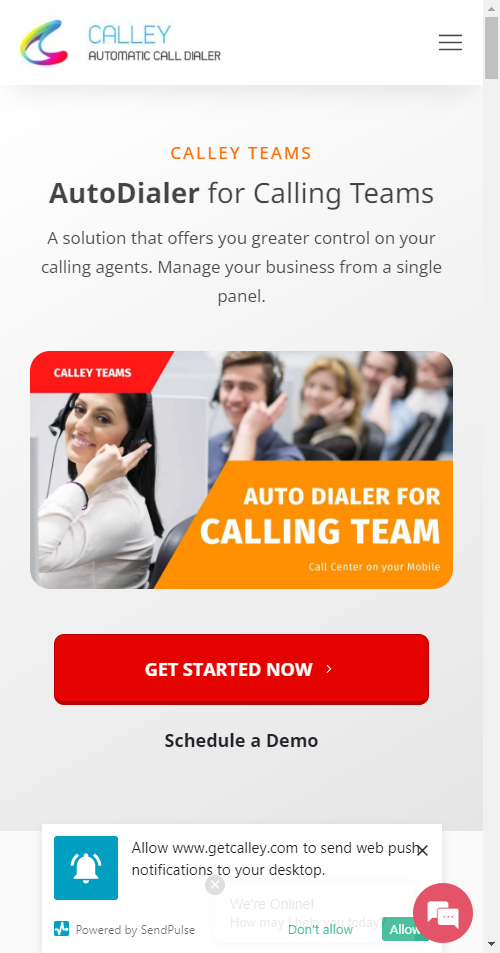 CALLEY
AUTOMATIC CALL DIALER
CALLEY TEAMS
AutoDialer for Calling Teams
A solution that offers you greater control on your
calling agents. Manage your business from a single
panel.
CALLEY TEAMS
AUTO DIALER FOR
CALLING TEAM
Call Center on your Mobile
GET STARTED NOW
Schedule a Demo
Allow www.getcalley.com to send web push
notifications to your desktop.
We're Online!
How may I help you today?
Powered by SendPulse
Don't allow
Allow